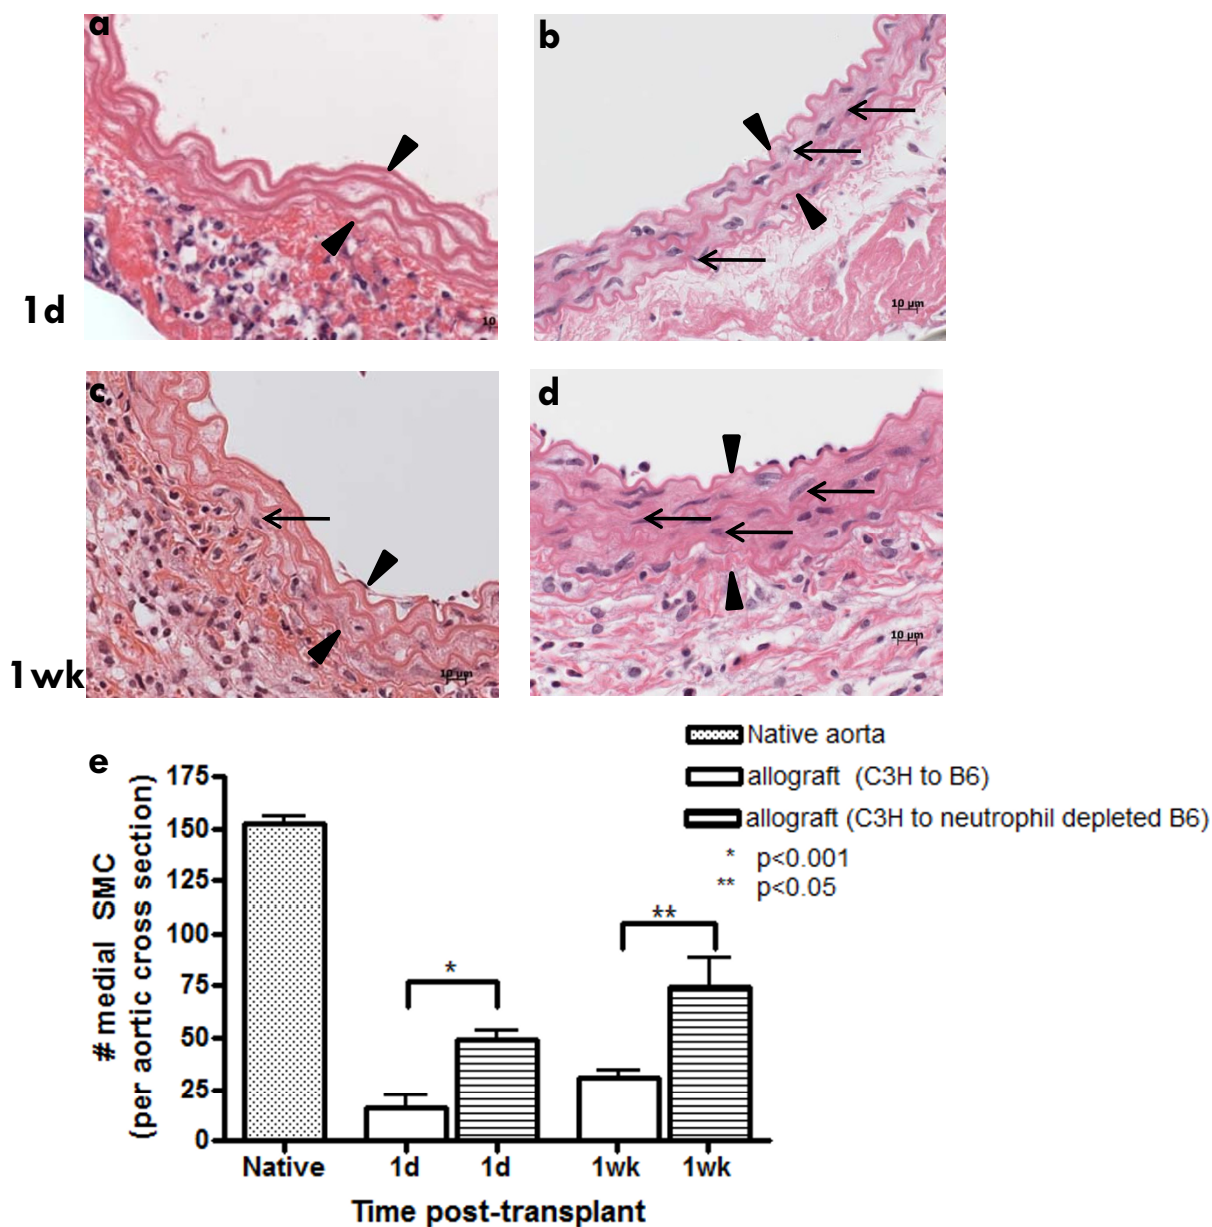 a
b
10
10 µm
1d
c
d
10 µm
10 µm
1wk
e
Native aorta
allograft (C3H to B6)
allograft (C3H to neutrophil depleted B6)
* p<0.001
** p<0.05
# medial SMC
(per aortic cross section)
175
150
125
100
75
50
25
0
*
**
Native 1d 1d 1wk 1wk
Time post-transplant